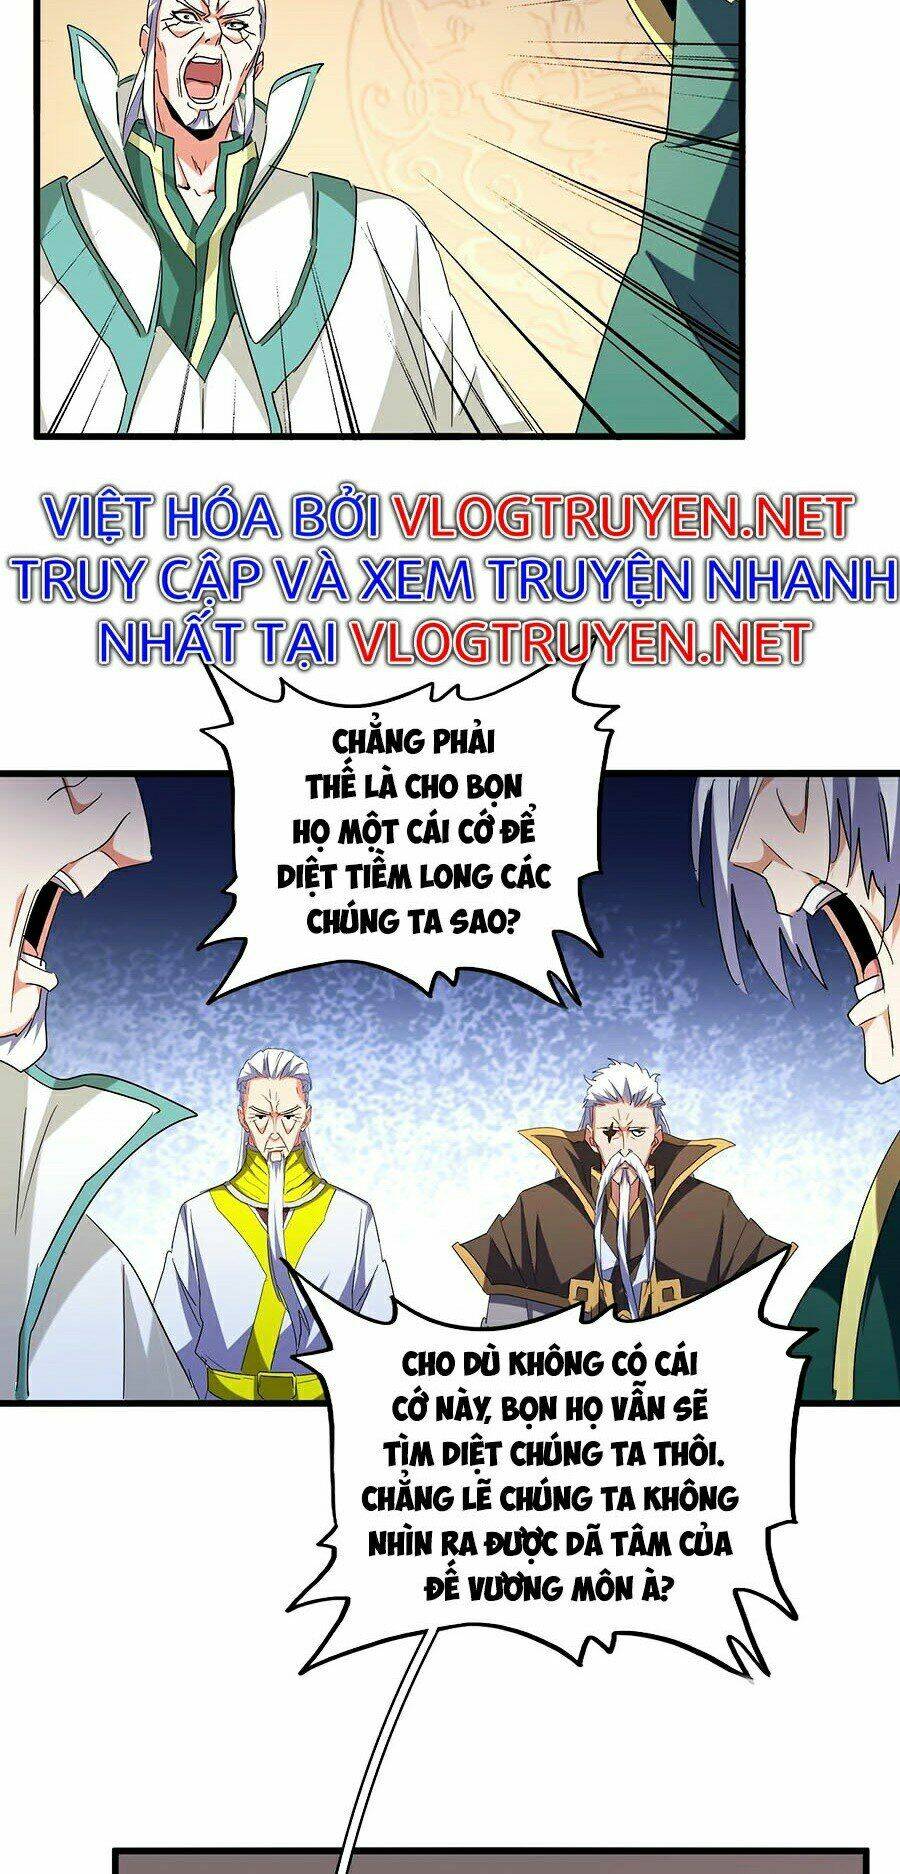 VIỆT HÓA BỞI VLOGTRUYEN.NET
TRUY CẬP VÀ XEM TRUYỆN NHANH
NHẤT TẠI VLOGTRUYEN.NET
CHẲNG PHẢI
THẾ LÀ CHO BỌN
HỌ MỘT CÁI CỚ ĐỂ
DIỆT TIỀM LONG CÁC
CHÚNG TA SAO?
CHO DÙ KHÔNG CÓ CÁI
CỚ NÀY, BỌN HỌ VẪN SẼ
TÌM DIỆT CHÚNG TA THÔI.
CHẲNG LẼ CHÚNG TA KHÔNG
NHÌN RA ĐƯỢC DÃ TÂM CỦA
ĐẾ VƯƠNG MÔN À?